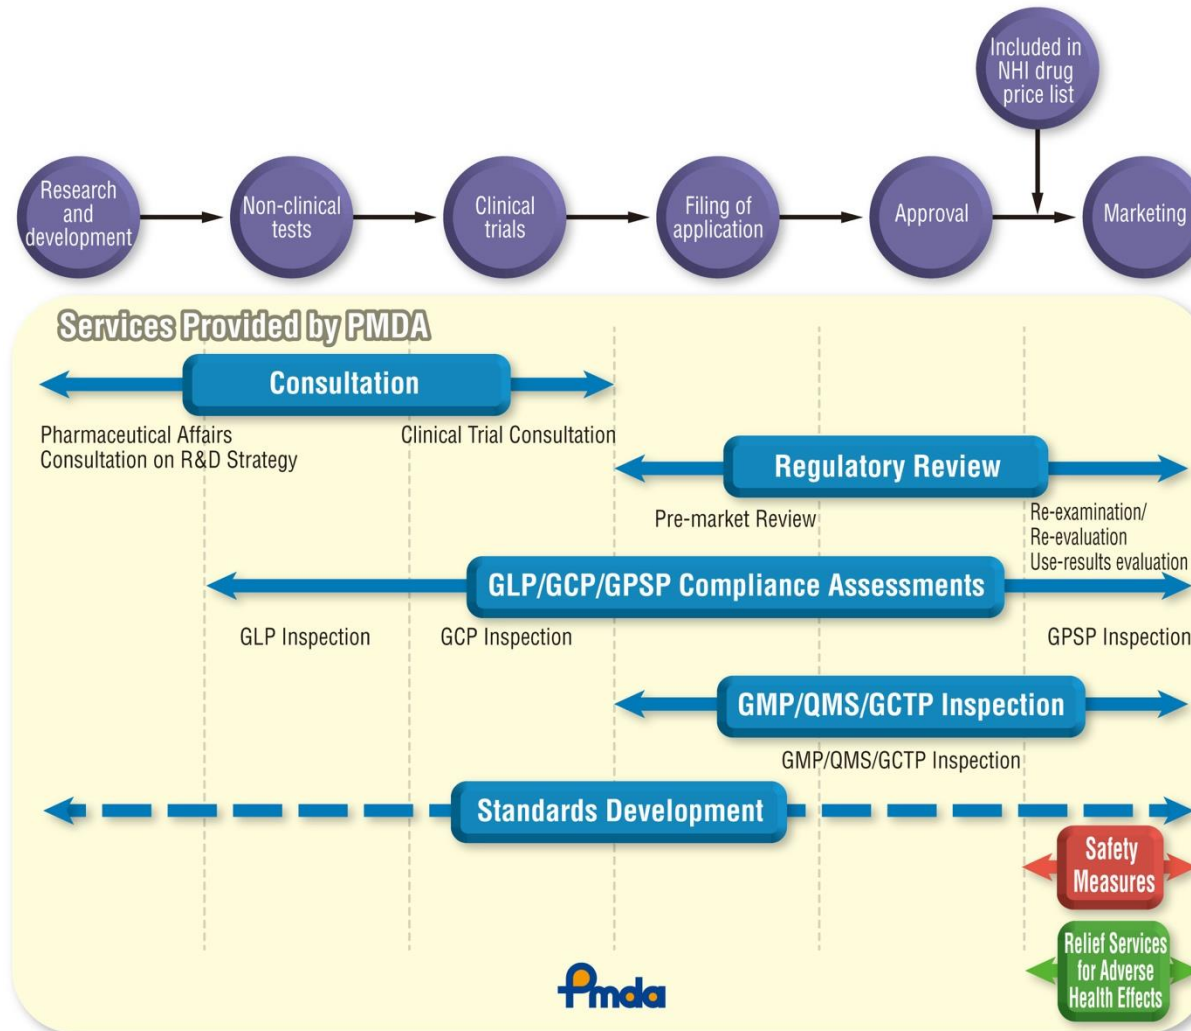 Included in
NHI drug
price list
Research
and
development
Non-clinical
tests
Clinical
trials
Filing of
application
Approval
Marketing
Services Provided by PMDA
Consultation
Pharmaceutical Affairs
Consultation on R&D Strategy
Clinical Trial Consultation
Regulatory Review
Pre-market Review
Re-examination/
Re-evaluation
Use-results evaluation
GLP/GCP/GPSP Compliance Assessments
GLP Inspection
GCP Inspection
GPSP Inspection
GMP/QMS/GCTP Inspection
GMP/QMS/GCTP Inspection
Standards Development
Safety
Measures
Relief Services
for Adverse
Health Effects
Pmda